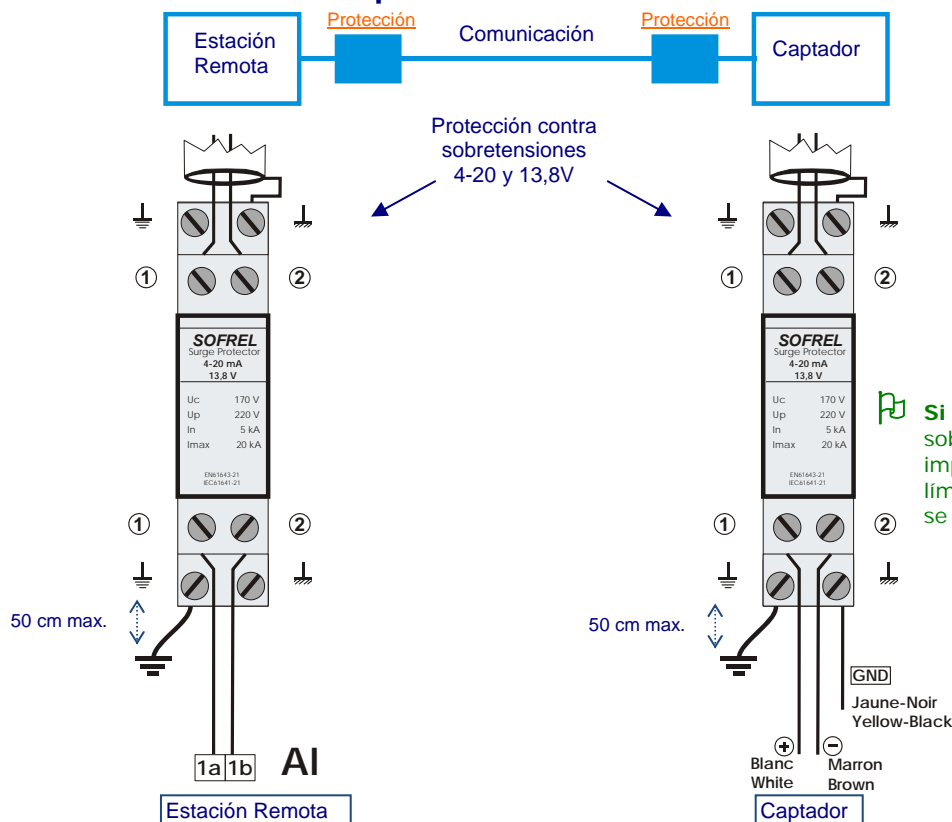 Protección
Protección
Estación
Remota
Comunicación
Captador
Protección contra
sobretensiones
4-20 y 13,8V
1
2
1
2
SOFREL
Surge Protector
4-20 mA
13,8 V
Uc 170 V
Up 220 V
In 5 kA
Imax 20 kA
EN61643-21
IEC61641-21
SOFREL
Surge Protector
4-20 mA
13,8 V
Uc 170 V
Up 220 V
In 5 kA
Imax 20 kA
EN61643-21
IEC61641-21
Si
se
1
2
1
2
50 cm max.
50 cm max.
GND
Jaune-Noir
Yellow-Black
1a 1b AI
+
−
Blanc
White
Marron
Brown
Estación Remota
Captador